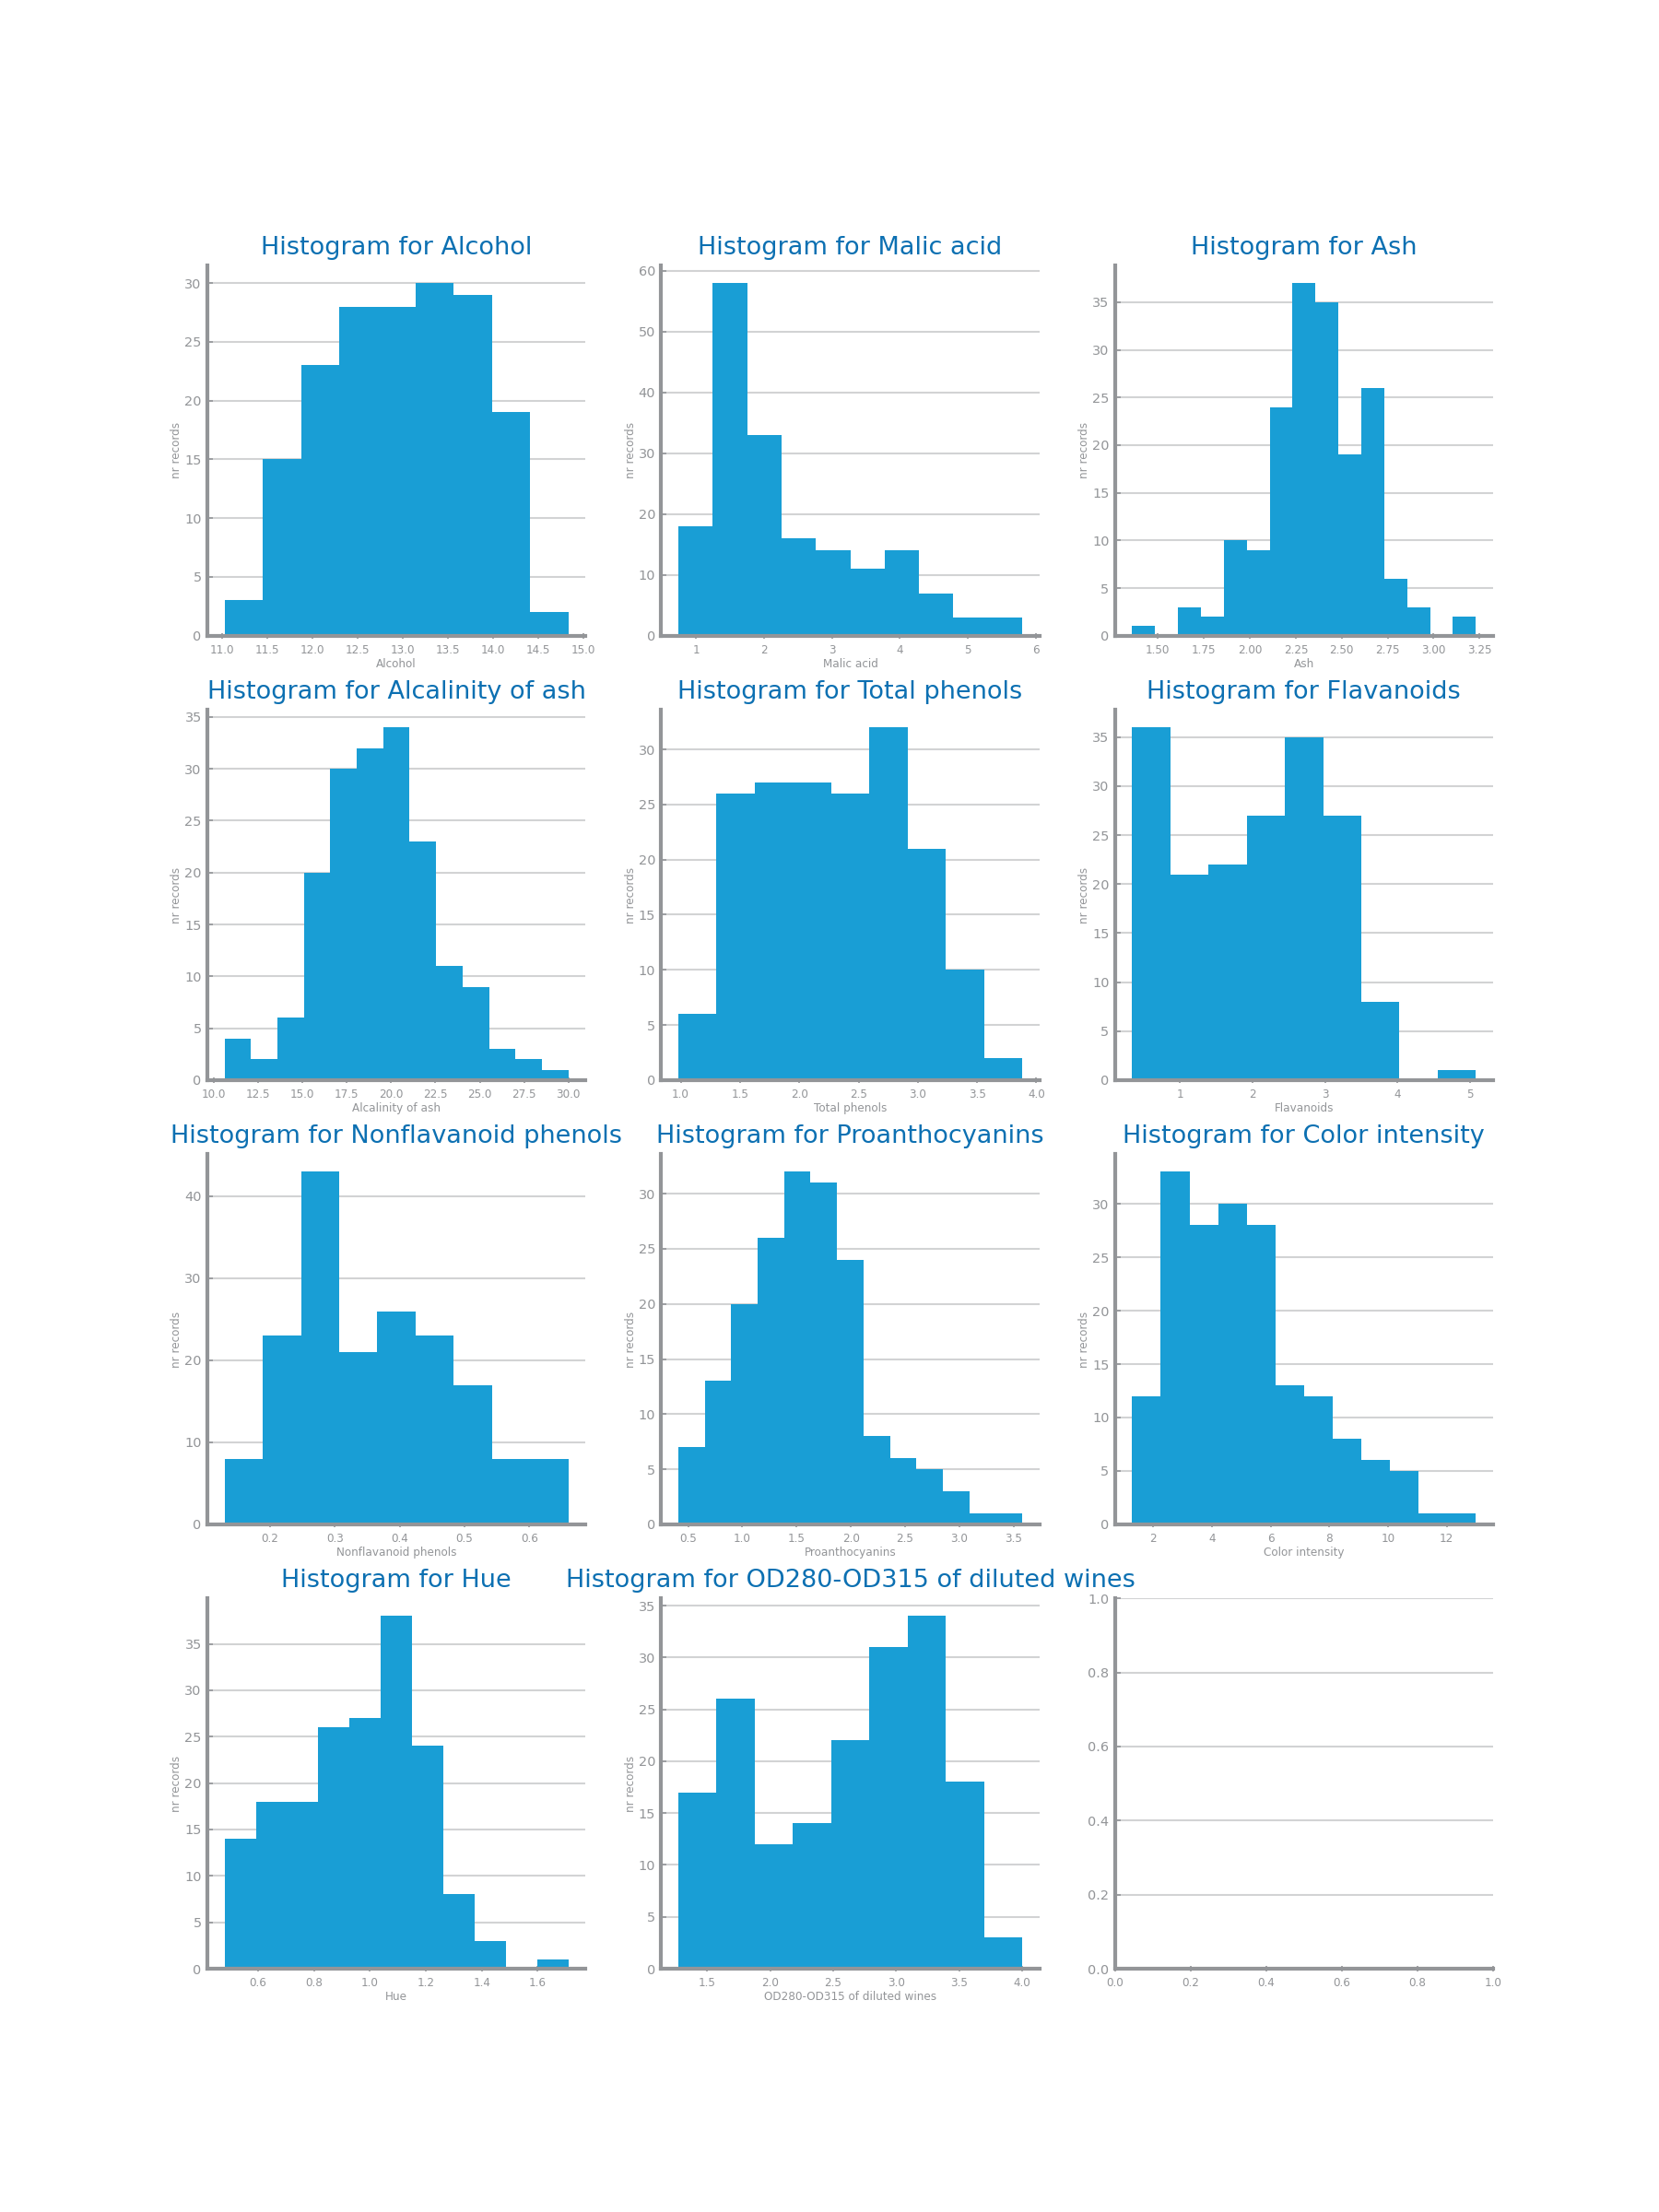 Histogram for Alcohol
nr records
30
25
20
15
10
5
0
11.0 11.5 12.0 12.5 13.0 13.5 14.0 14.5 15.0
Alcohol
Histogram for Malic acid
nr records
60
50
40
30
20
10
0
1 2 3 4 5 6
Malic acid
Histogram for Ash
nr records
35
30
25
20
15
10
5
0
1.50 1.75 2.00 2.25 2.50 2.75 3.00 3.25
Ash
Histogram for Alcalinity of ash
nr records
35
30
25
20
15
10
5
0
10.0 12.5 15.0 17.5 20.0 22.5 25.0 27.5 30.0
Alcalinity of ash
Histogram for Total phenols
nr records
30
25
20
15
10
5
0
1.0 1.5 2.0 2.5 3.0 3.5 4.0
Total phenols
Histogram for Flavanoids
nr records
35
30
25
20
15
10
5
0
1 2 3 4 5
Flavanoids
Histogram for Nonflavanoid phenols
nr records
40
30
20
10
0
0.2 0.3 0.4 0.5 0.6
Nonflavanoid phenols
Histogram for Proanthocyanins
nr records
30
25
20
15
10
5
0
0.5 1.0 1.5 2.0 2.5 3.0 3.5
Proanthocyanins
Histogram for Color intensity
nr records
30
25
20
15
10
5
0
2 4 6 8 10 12
Color intensity
Histogram for Hue
nr records
35
30
25
20
15
10
5
0
0.6 0.8 1.0 1.2 1.4 1.6
Hue
Histogram for OD280-OD315 of diluted wines
nr records
35
30
25
20
15
10
5
0
1.5 2.0 2.5 3.0 3.5 4.0
OD280-OD315 of diluted wines
1.0
0.8
0.6
0.4
0.2
0.0
0.0 0.2 0.4 0.6 0.8 1.0